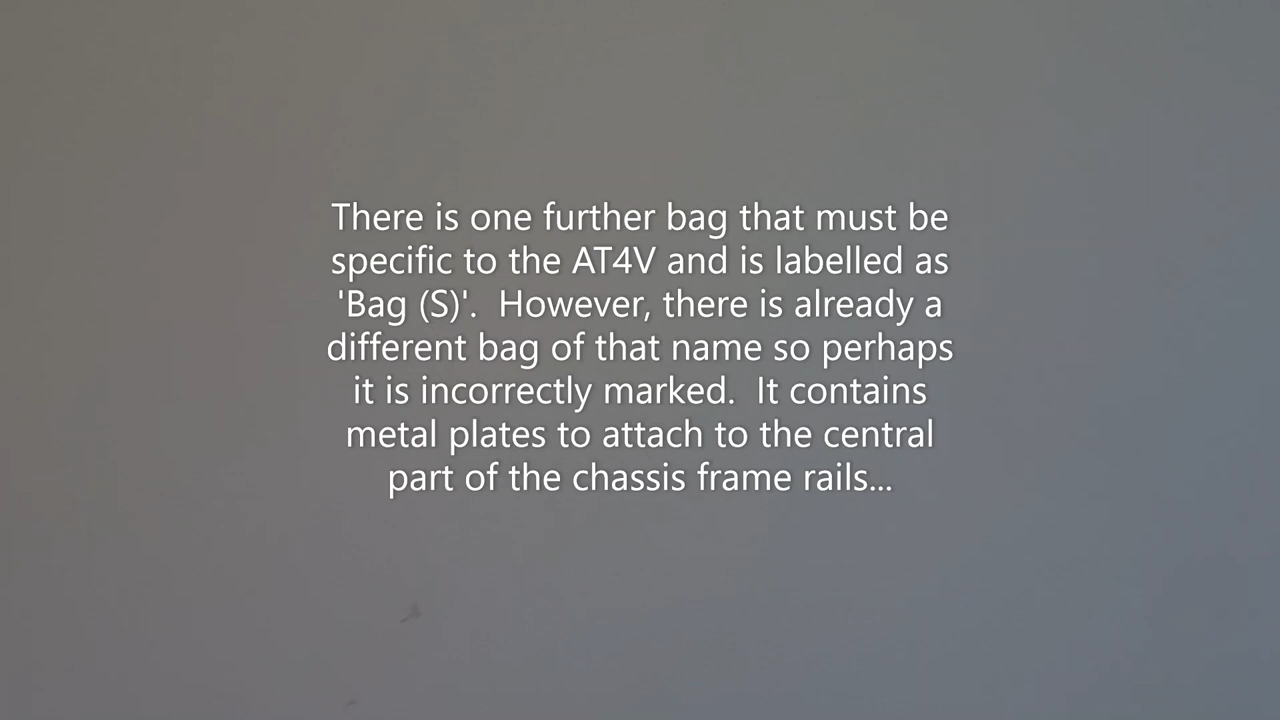 There is one further bag that must be
specific to the AT4V and is labelled as
'Bag (S)'.  However, there is already a
different bag of that name so perhaps
it is incorrectly marked.  It contains
metal plates to attach to the central
part of the chassis frame rails...